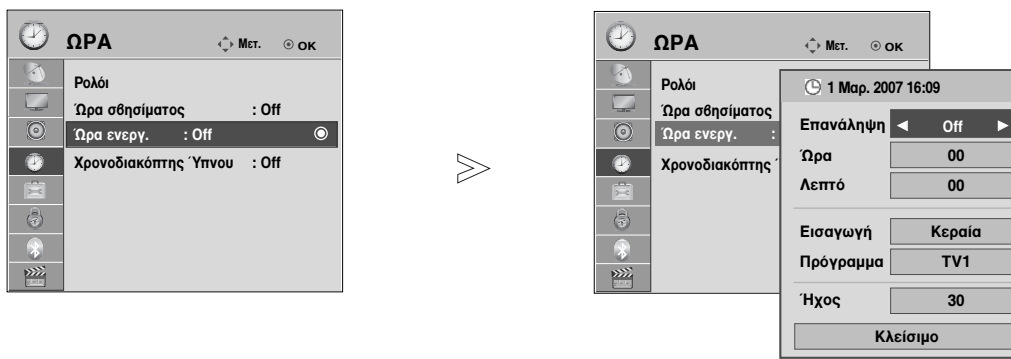 ΩΡΑ Μετ. OK
Ρολόι
Ώρα σβησίματος : Off
Ώρα ενεργ. : Off
Χρονοδιακόπτης Ύπνου : Off
ΩΡΑ Μετ. OK
Ρολόι
Ώρα σβησίματος
Ώρα ενεργ. :
Χρονοδιακόπτης Ύ
1 Μαρ. 2007 16:09
Επανάληψη ◀ Off ▶
Ώρα 00
Λεπτό 00
Εισαγωγή Κεραία
Πρόγραμμα TV1
Ήχος 30
Κλείσιμο